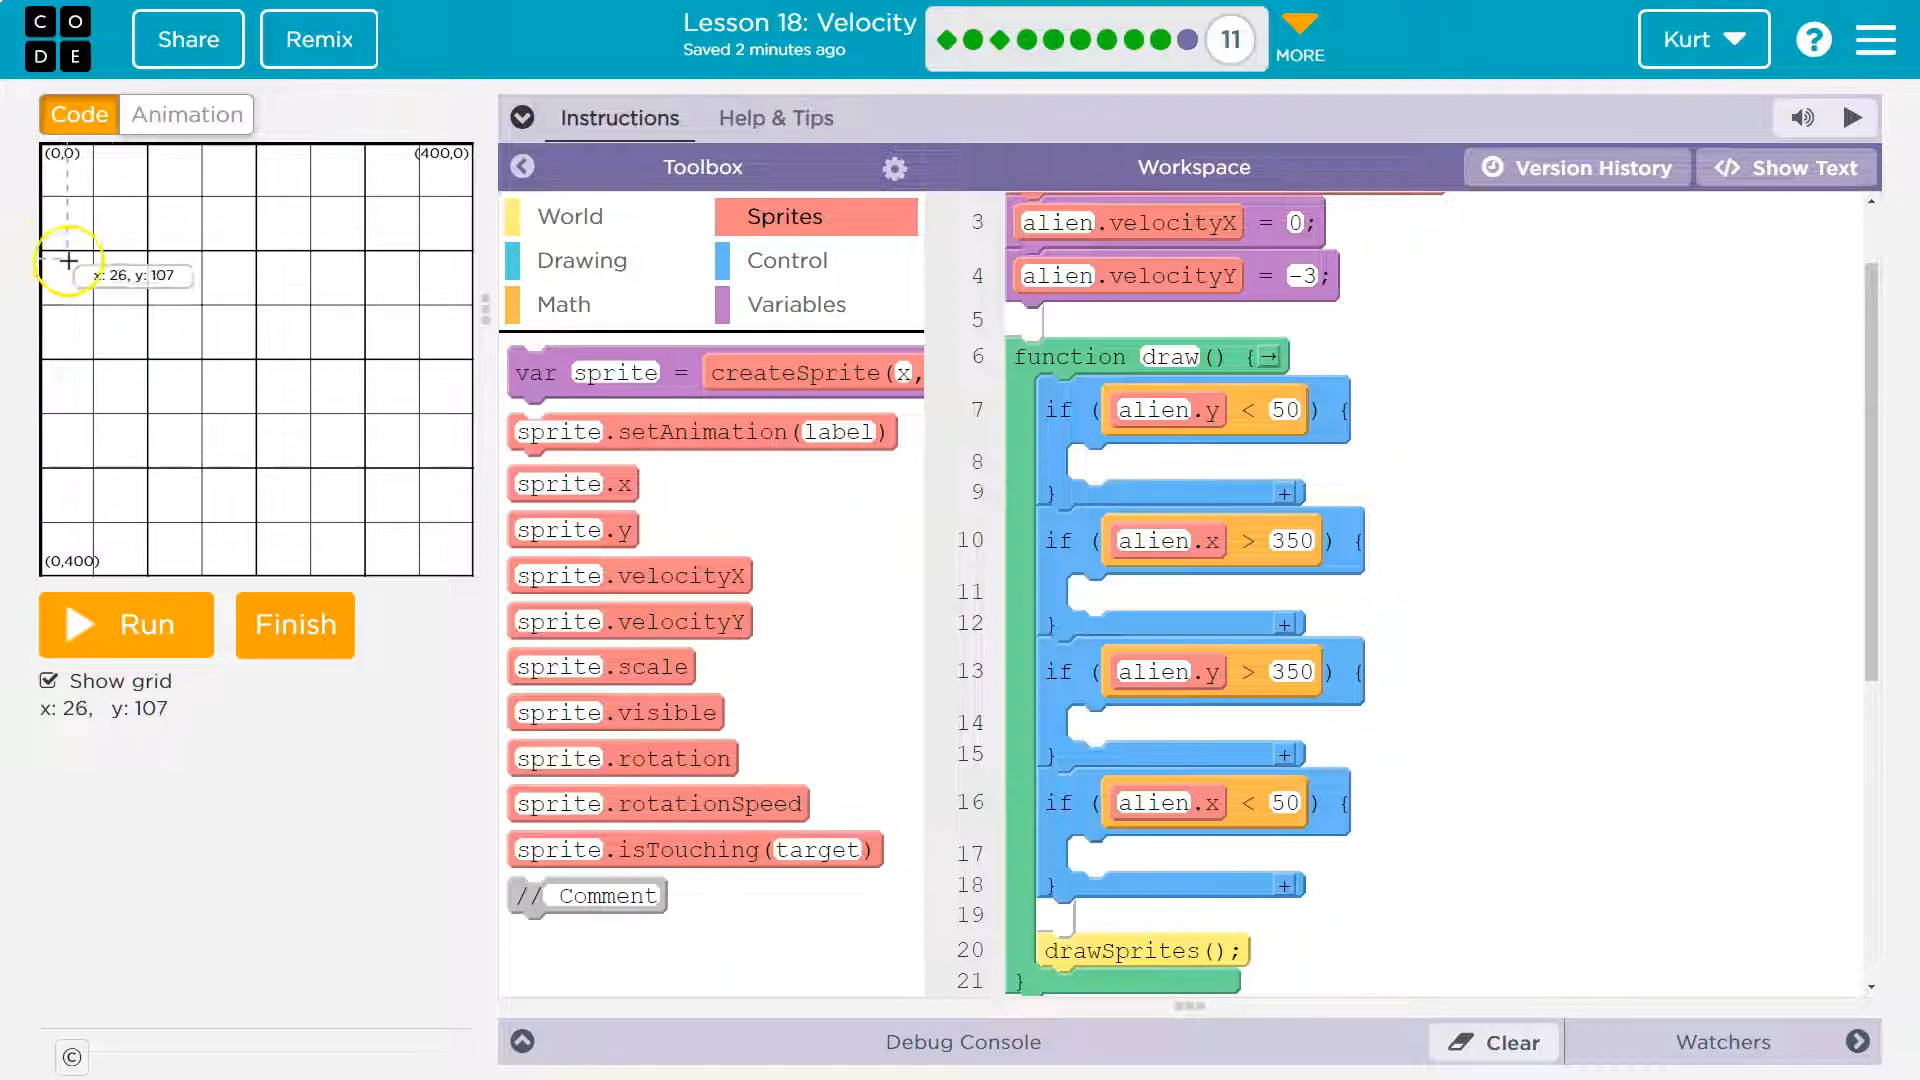 C O D E
Share
Remix
Lesson 18: Velocity
Saved 2 minutes ago
11
MORE
Kurt
?
Code
Animation
Instructions
Help & Tips
Toolbox
Workspace
Version History
</> Show Text
(0,0)
(400,0)
x: 26, y: 107
(0,400)
Run
Finish
Show grid
x: 26, y: 107
World
Sprites
Drawing
Control
Math
Variables
var sprite = createSprite(x,
sprite.setAnimation(label)
sprite.x
sprite.y
sprite.velocityX
sprite.velocityY
sprite.scale
sprite.visible
sprite.rotation
sprite.rotationSpeed
sprite.isTouching(target)
// Comment
3 alien.velocityX = 0;
4 alien.velocityY = -3;
5
6 function draw() {→
7 if (alien.y < 50) {
8
9 } +
10 if (alien.x > 350) {
11
12 } +
13 if (alien.y > 350) {
14
15 } +
16 if (alien.x < 50) {
17
18 } +
19
20 drawSprites();
21 }
Debug Console
Clear
Watchers
©